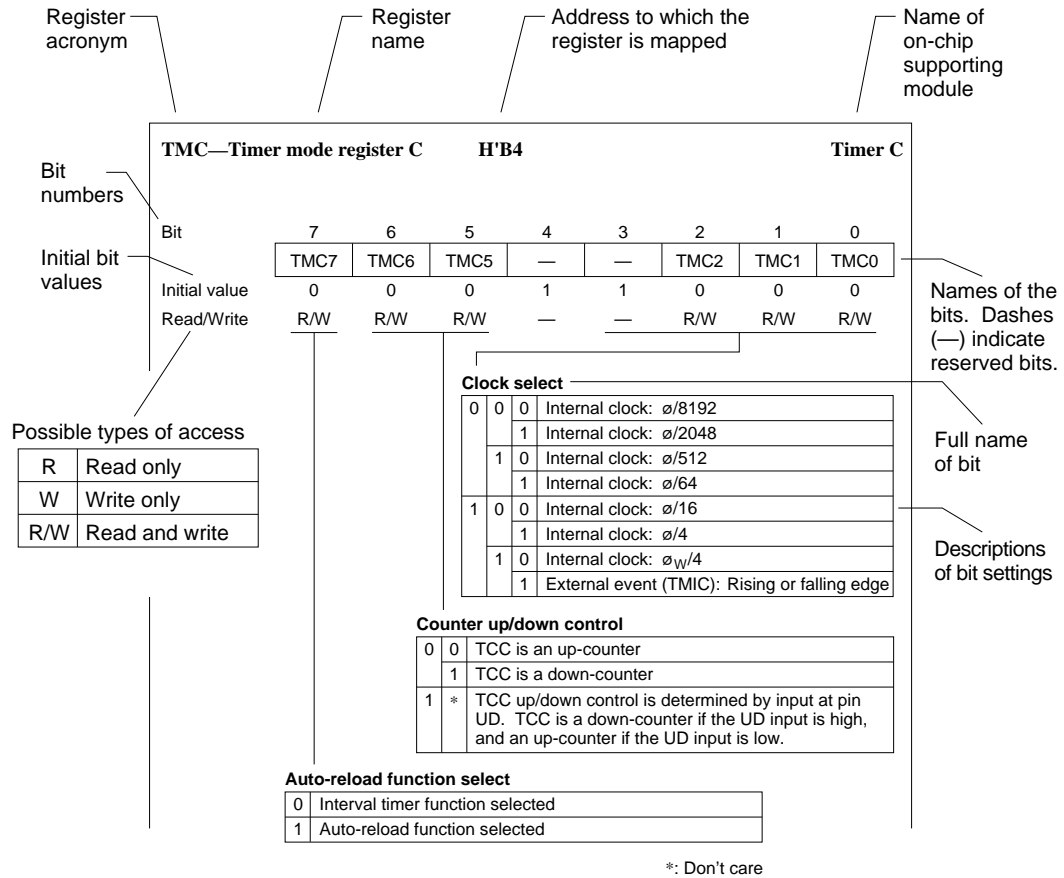 Register
acronym
Register
name
Address to which the
register is mapped
Name of
on-chip
supporting
module
TMC—Timer mode register C H'B4 Timer C
Bit
numbers
Bit 7 6 5 4 3 2 1 0
Initial bit
values
TMC7 TMC6 TMC5 — — TMC2 TMC1 TMC0
Initial value 0 0 0 1 1 0 0 0
Read/Write R/W R/W R/W — — R/W R/W R/W
Names of the
bits. Dashes
(—) indicate
reserved bits.
Possible types of access
R Read only
W Write only
R/W Read and write
Clock select
0 0 0 Internal clock: ø/8192
1 Internal clock: ø/2048
1 0 Internal clock: ø/512
1 Internal clock: ø/64
1 0 0 Internal clock: ø/16
1 Internal clock: ø/4
1 0 Internal clock: øW/4
1 External event (TMIC): Rising or falling edge
Full name
of bit
Descriptions
of bit settings
Counter up/down control
0 0 TCC is an up-counter
1 TCC is a down-counter
1 * TCC up/down control is determined by input at pin
UD. TCC is a down-counter if the UD input is high,
and an up-counter if the UD input is low.
Auto-reload function select
0 Interval timer function selected
1 Auto-reload function selected
*: Don't care